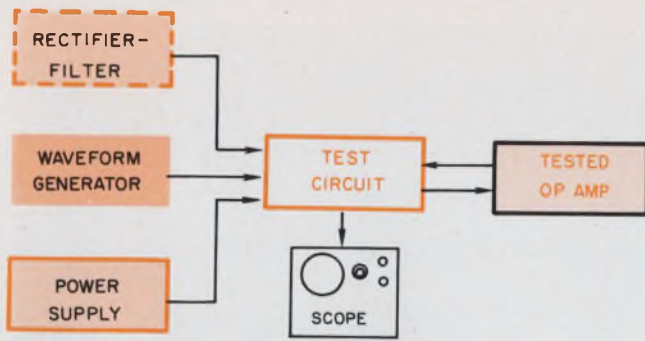 RECTIFIER-
FILTER
WAVEFORM
GENERATOR
POWER
SUPPLY
TEST
CIRCUIT
SCOPE
TESTED
OP AMP